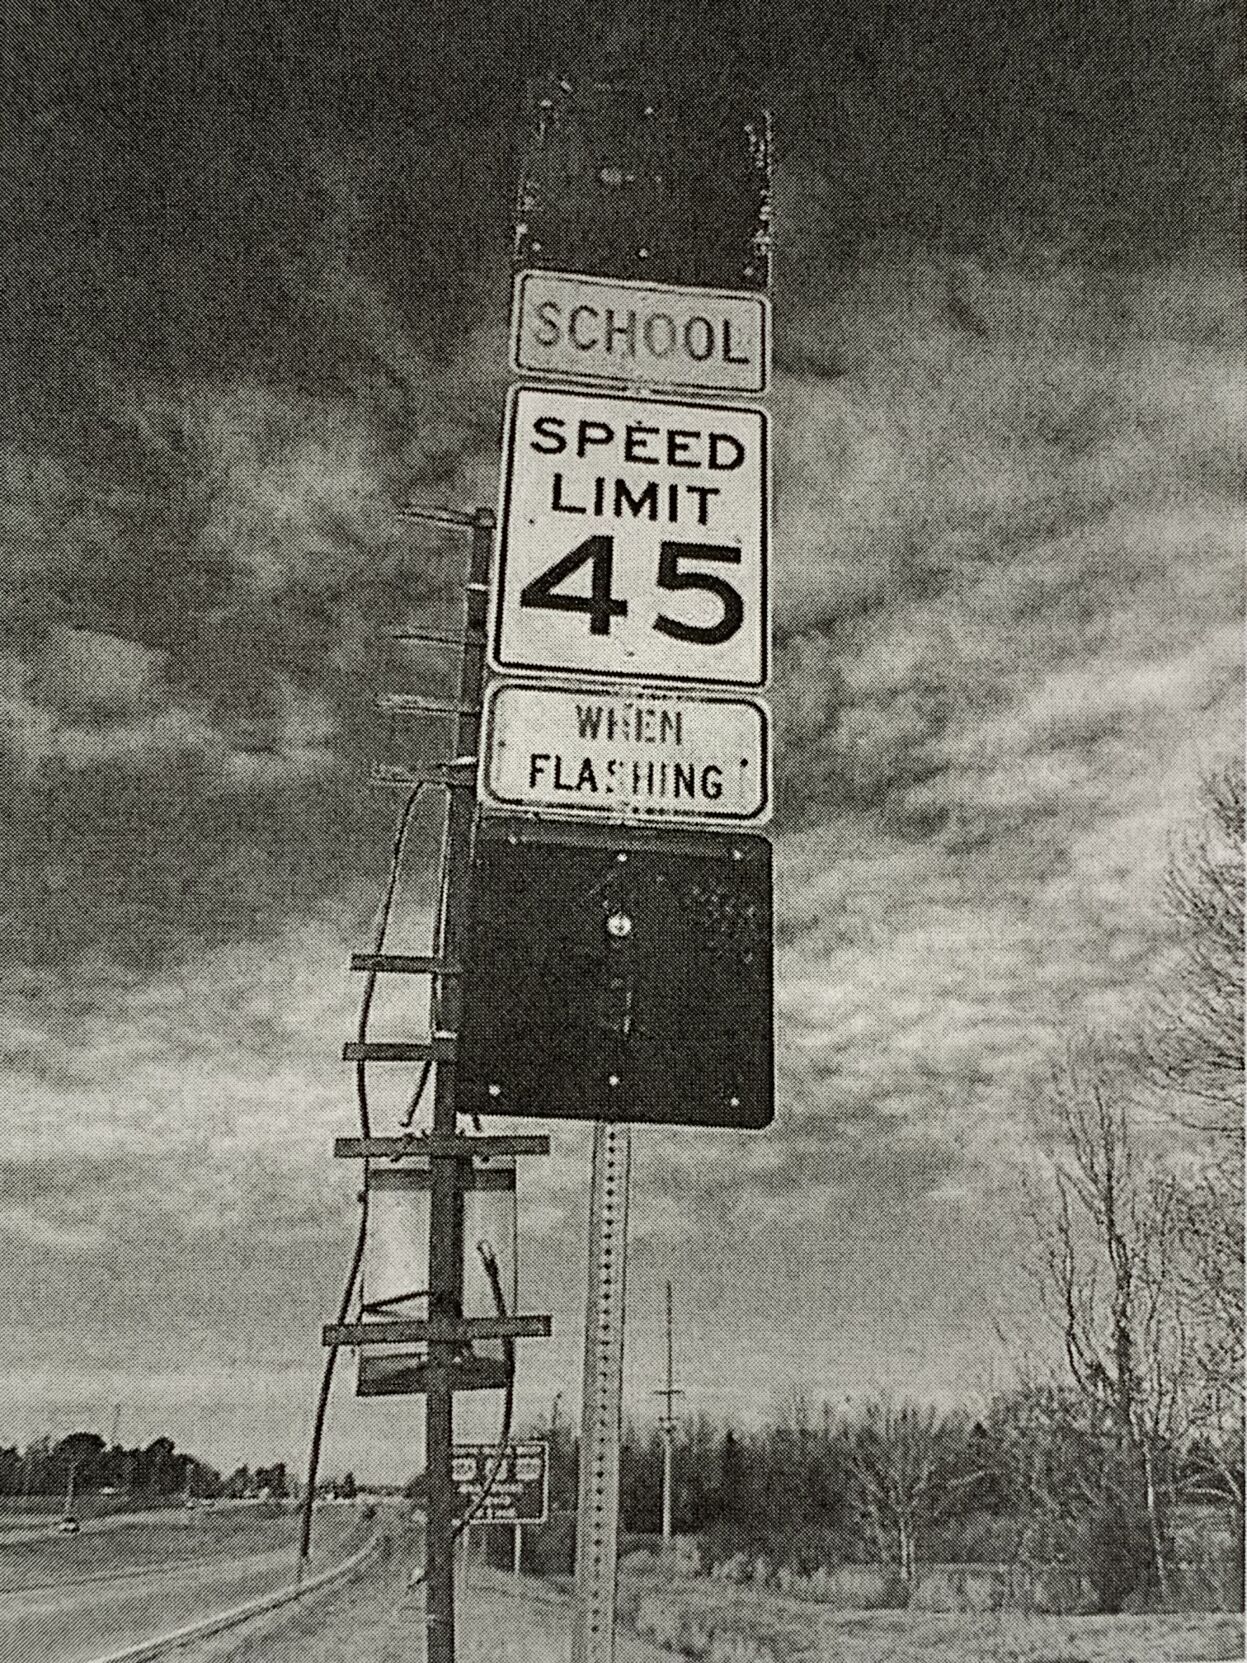 SCHOOL
SPEED
LIMIT
45
WHEN
FLASHING